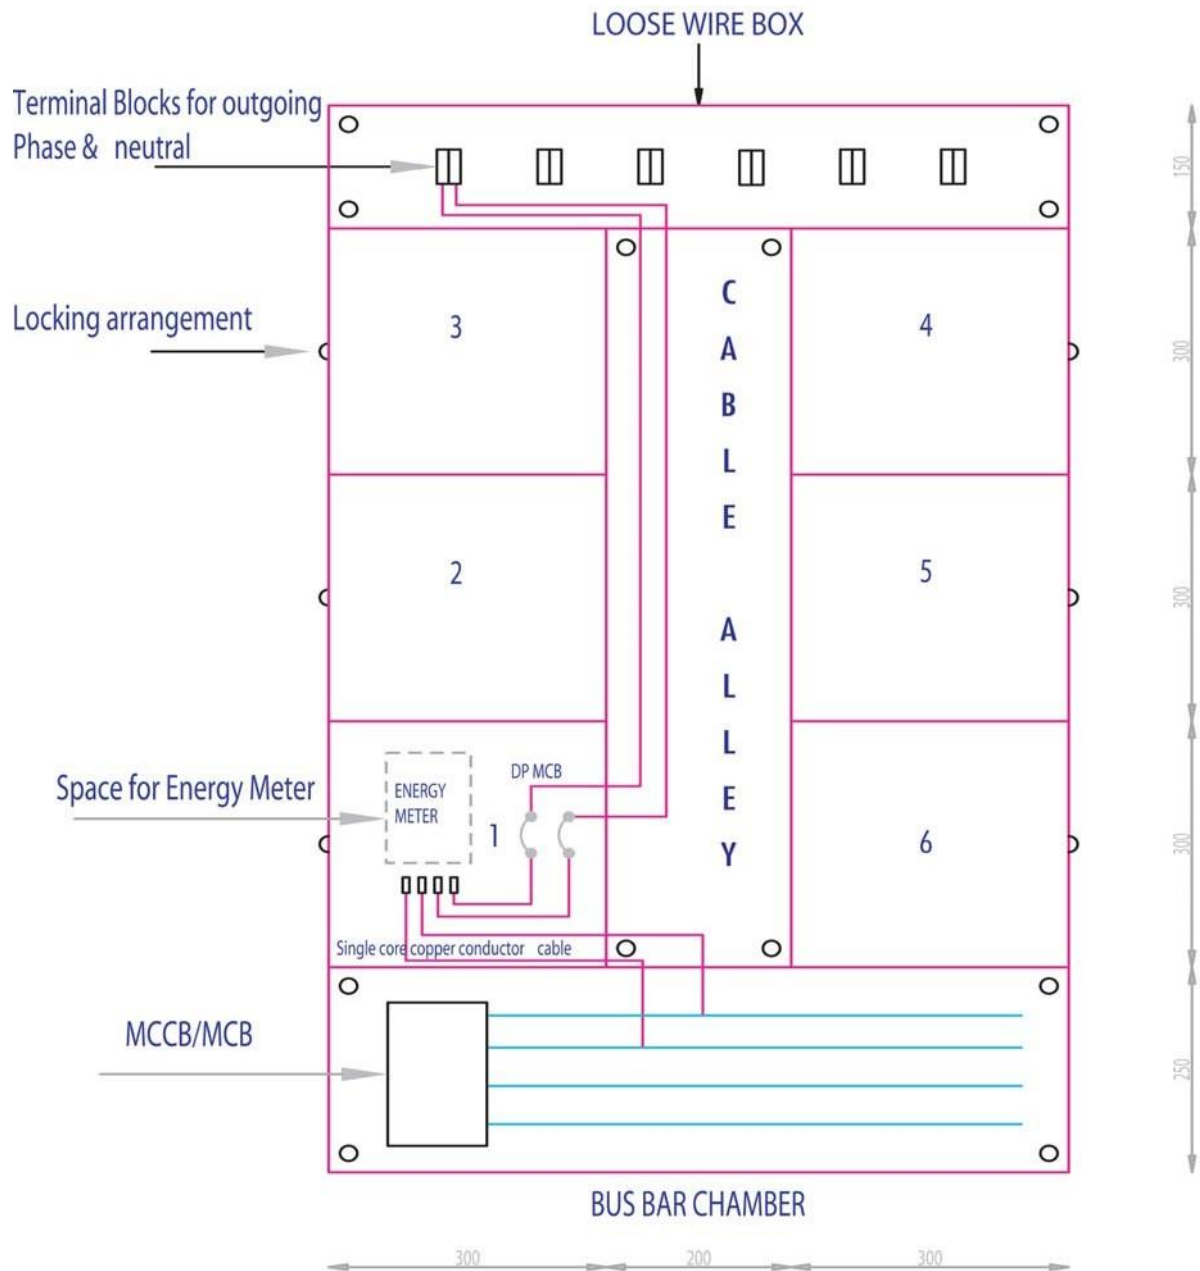 LOOSE WIRE BOX
Terminal Blocks for outgoing
Phase & neutral
150
Locking arrangement
3
4
300
CABLE ALLEY
2
5
300
Space for Energy Meter
ENERGY
METER
DP MCB
1
6
300
Single core copper conductor cable
MCCB/MCB
250
BUS BAR CHAMBER
300
200
300